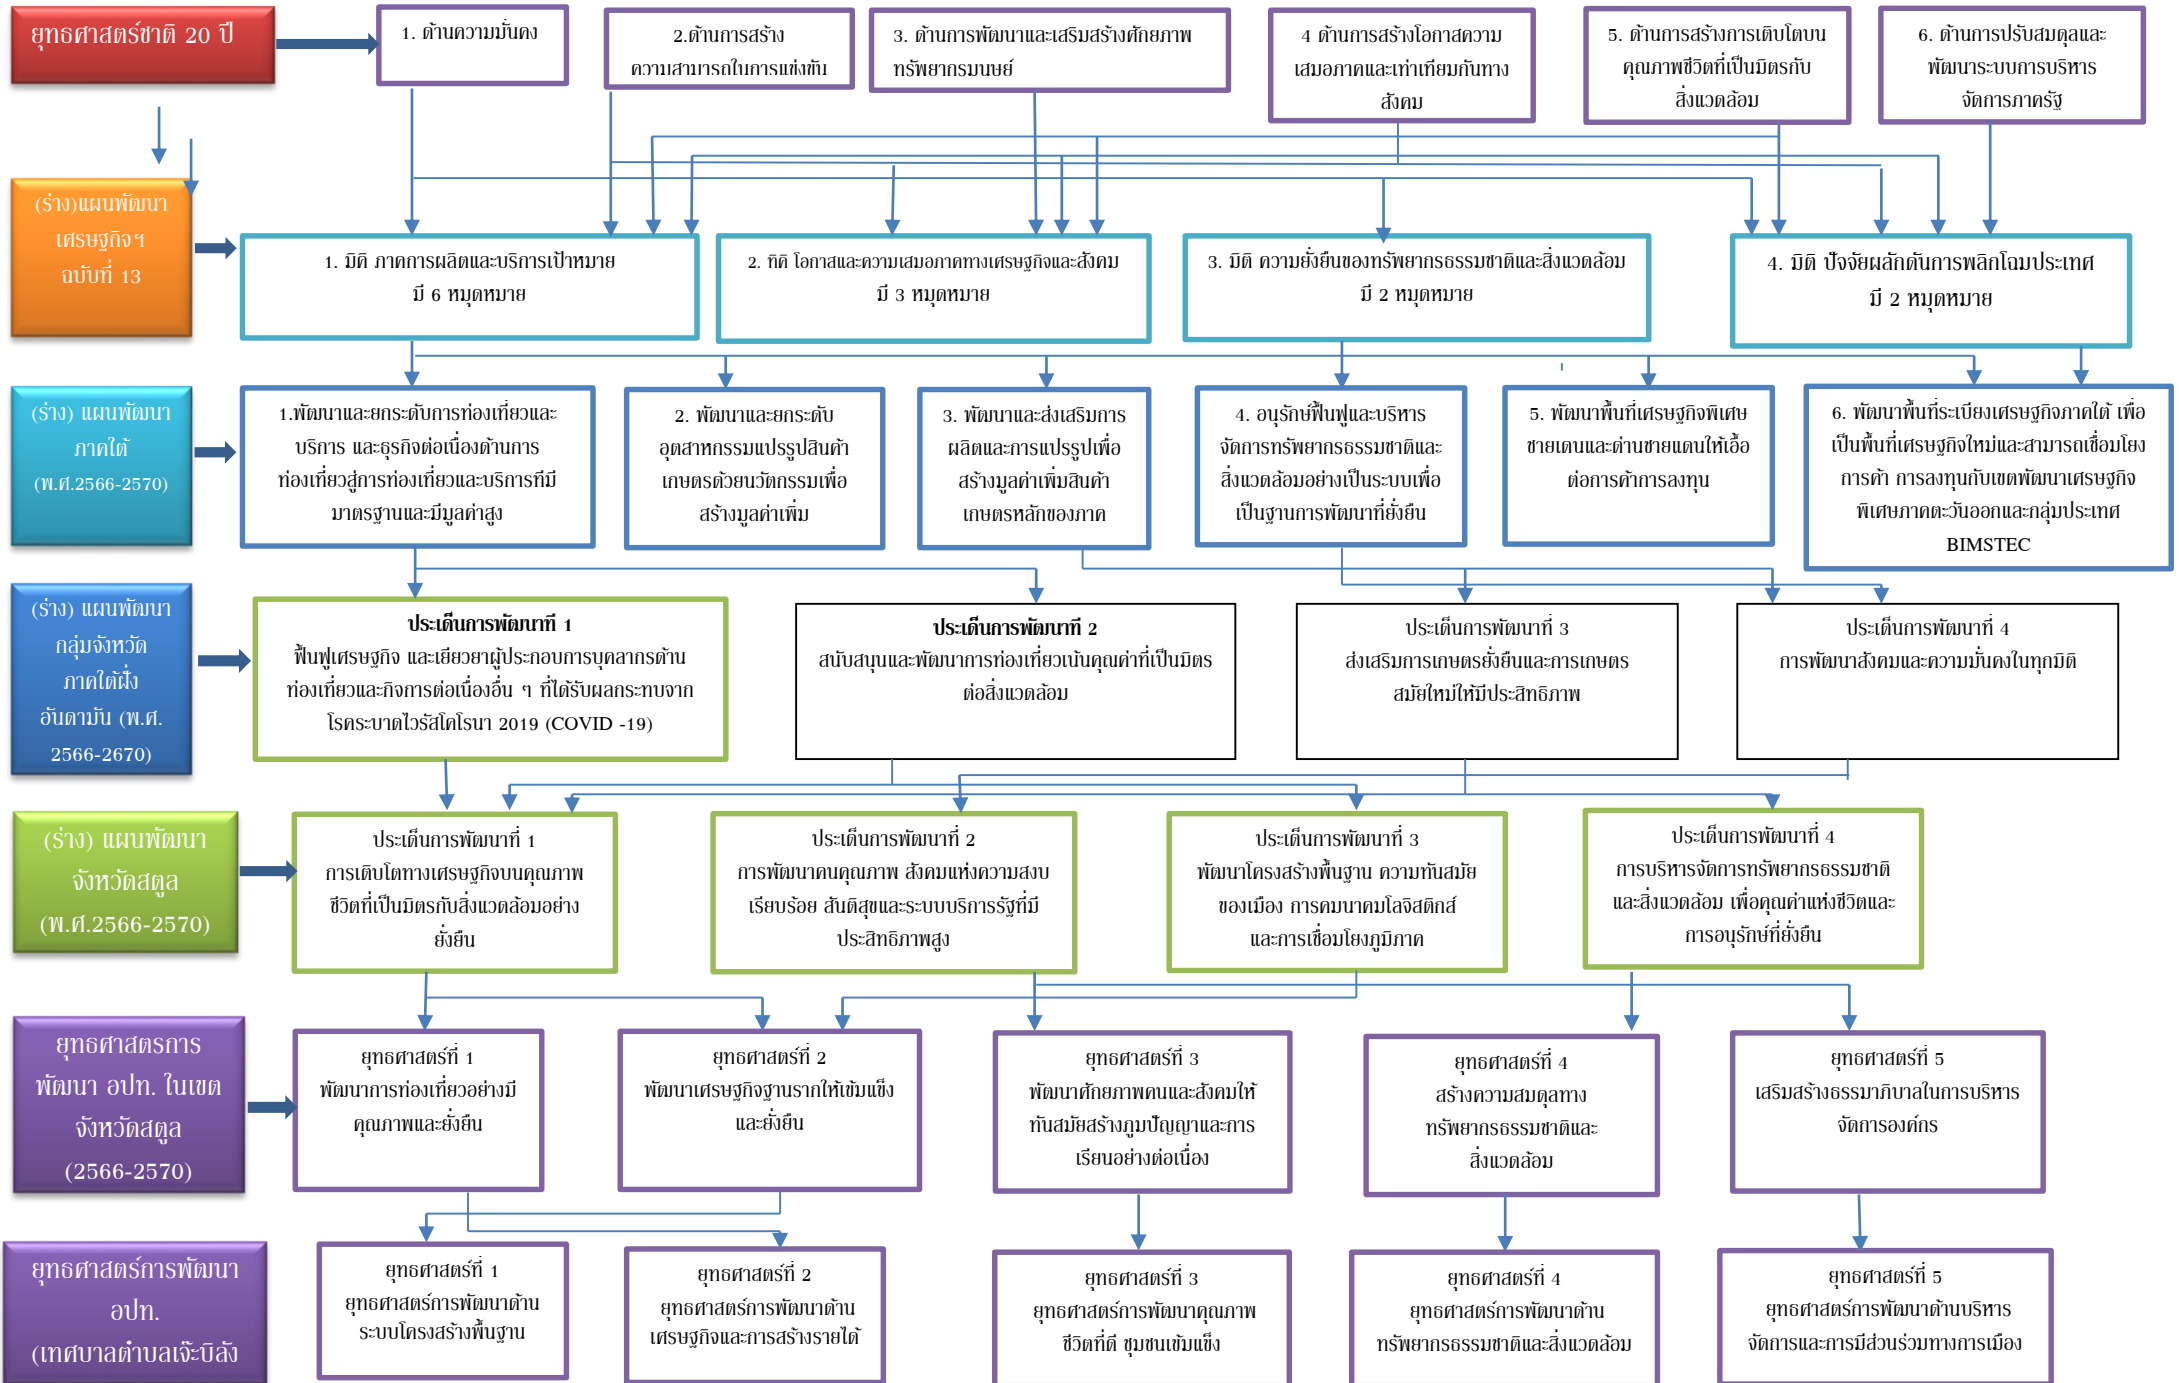 ยุทธศาสตร์ชาติ 20 ปี
1. ด้านความมั่นคง
2.ด้านการสร้าง
ความสามารถในการแข่งขัน
3. ด้านการพัฒนาและเสริมสร้างศักยภาพ
ทรัพยากรมนษย์
4 ด้านการสร้างโอกาสความ
เสมอภาคและเท่าเทียมกันทาง
สังคม
5. ด้านการสร้างการเติบโตบน
คุณภาพชีวิตที่เป็นมิตรกับ
สิ่งแวดล้อม
6. ด้านการปรับสมดุลและ
พัฒนาระบบการบริหาร
จัดการภาครัฐ
(ร่าง)แผนพัฒนา
เศรษฐกิจฯ
ฉบับที่ 13
1. มิติ ภาคการผลิตและบริการเป้าหมาย
มี 6 หมุดหมาย
2. ทิติ โอกาสและความเสมอภาคทางเศรษฐกิจและสังคม
มี 3 หมุดหมาย
3. มิติ ความยั่งยืนของทรัพยากรธรรมชาติและสิ่งแวดล้อม
มี 2 หมุดหมาย
4. มิติ ปัจจัยผลักดันการพลิกโฉมประเทศ
มี 2 หมุดหมาย
(ร่าง) แผนพัฒนา
ภาคใต้
(พ.ศ.2566-2570)
1.พัฒนาและยกระดับการท่องเที่ยวและ
บริการ และธุรกิจต่อเนื่องด้านการ
ท่องเที่ยวสู่การท่องเที่ยวและบริการทีมี
มาตรฐานและมีมูลค่าสูง
2. พัฒนาและยกระดับ
อุตสาหกรรมแปรรูปสินค้า
เกษตรด้วยนวัตกรรมเพื่อ
สร้างมูลค่าเพิ่ม
3. พัฒนาและส่งเสริมการ
ผลิตและการแปรรูปเพื่อ
สร้างมูลค่าเพิ่มสินค้า
เกษตรหลักของภาค
4. อนุรักษ์ฟื้นฟูและบริหาร
จัดการทรัพยากรธรรมชาติและ
สิ่งแวดล้อมอย่างเป็นระบบเพื่อ
เป็นฐานการพัฒนาที่ยั่งยืน
5. พัฒนาพื้นที่เศรษฐกิจพิเศษ
ชายเดนและด่านชายแดนให้เอื้อ
ต่อการค้าการลงทุน
6. พัฒนาพื้นที่ระเบียงเศรษฐกิจภาคใต้ เพื่อ
เป็นพื้นที่เศรษฐกิจใหม่และสามารถเชื่อมโยง
การค้า การลงทุนกับเขตพัฒนาเศรษฐกิจ
พิเศษภาคตะวันออกและกลุ่มประเทศ
BIMSTEC
(ร่าง) แผนพัฒนา
กลุ่มจังหวัด
ภาคใต้ฝั่ง
อันดามัน (พ.ศ.
2566-2670)
ประเด็นการพัฒนาที่ 1
ฟื้นฟูเศรษฐกิจ และเยียวยาผู้ประกอบการบุคลากรด้าน
ท่องเที่ยวและกิจการต่อเนื่องอื่น ๆ ที่ได้รับผลกระทบจาก
โรคระบาดไวรัสโคโรนา 2019 (COVID -19)
ประเด็นการพัฒนาที่ 2
สนับสนุนและพัฒนาการท่องเที่ยวเน้นคุณค่าที่เป็นมิตร
ต่อสิ่งแวดล้อม
ประเด็นการพัฒนาที่ 3
ส่งเสริมการเกษตรยั่งยืนและการเกษตร
สมัยใหม่ให้มีประสิทธิภาพ
ประเด็นการพัฒนาที่ 4
การพัฒนาสังคมและความมั่นคงในทุกมิติ
(ร่าง) แผนพัฒนา
จังหวัดสตูล
(พ.ศ.2566-2570)
ประเด็นการพัฒนาที่ 1
การเติบโตทางเศรษฐกิจบนคุณภาพ
ชีวิตที่เป็นมิตรกับสิ่งแวดล้อมอย่าง
ยั่งยืน
ประเด็นการพัฒนาที่ 2
การพัฒนาคนคุณภาพ สังคมแห่งความสงบ
เรียบร้อย สันติสุขและระบบบริการรัฐที่มี
ประสิทธิภาพสูง
ประเด็นการพัฒนาที่ 3
พัฒนาโครงสร้างพื้นฐาน ความทันสมัย
ของเมือง การคมนาคมโลจิสติกส์
และการเชื่อมโยงภูมิภาค
ประเด็นการพัฒนาที่ 4
การบริหารจัดการทรัพยากรธรรมชาติ
และสิ่งแวดล้อม เพื่อคุณค่าแห่งชีวิตและ
การอนุรักษ์ที่ยั่งยืน
ยุทธศาสตรการ
พัฒนา อปท. ในเขต
จังหวัดสตูล
(2566-2570)
ยุทธศาสตร์ที่ 1
พัฒนาการท่องเที่ยวอย่างมี
คุณภาพและยั่งยืน
ยุทธศาสตร์ที่ 2
พัฒนาเศรษฐกิจฐานรากให้เข้มแข็ง
และยั่งยืน
ยุทธศาสตร์ที่ 3
พัฒนาศักยภาพคนและสังคมให้
ทันสมัยสร้างภูมปัญญาและการ
เรียนอย่างต่อเนื่อง
ยุทธศาสตร์ที่ 4
สร้างความสมดุลทาง
ทรัพยากรธรรมชาติและ
สิ่งแวดล้อม
ยุทธศาสตร์ที่ 5
เสริมสร้างธรรมาภิบาลในการบริหาร
จัดการองค์กร
ยุทธศาสตร์การพัฒนา
อปท.
(เทศบาลตำบลเจ๊ะบิลัง
ยุทธศาสตร์ที่ 1
ยุทธศาสตร์การพัฒนาด้าน
ระบบโครงสร้างพื้นฐาน
ยุทธศาสตร์ที่ 2
ยุทธศาสตร์การพัฒนาด้าน
เศรษฐกิจและการสร้างรายได้
ยุทธศาสตร์ที่ 3
ยุทธศาสตร์การพัฒนาคุณภาพ
ชีวิตที่ดี ชุมชนเข้มแข็ง
ยุทธศาสตร์ที่ 4
ยุทธศาสตร์การพัฒนาด้าน
ทรัพยากรธรรมชาติและสิ่งแวดล้อม
ยุทธศาสตร์ที่ 5
ยุทธศาสตร์การพัฒนาด้านบริหาร
จัดการและการมีส่วนร่วมทางการเมือง